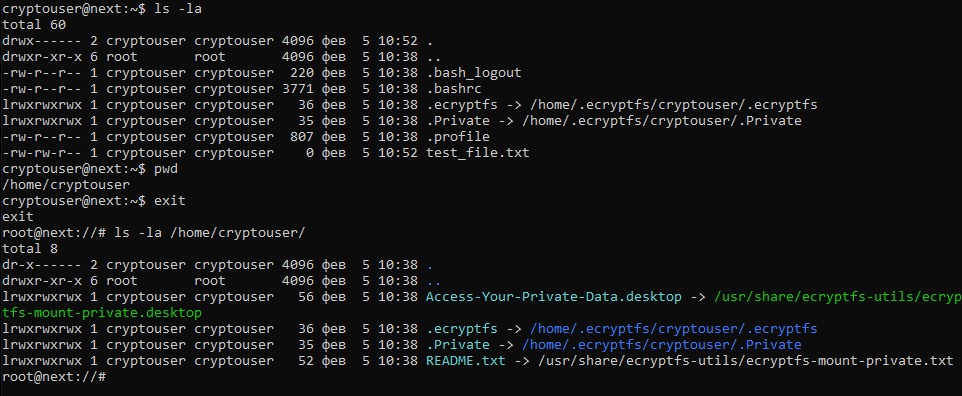 cryptouser@next:~$ ls -la
total 60
drwx------ 2 cryptouser cryptouser 4096 фев  5 10:52 .
drwxr-xr-x 6 root       root       4096 фев  5 10:38 ..
-rw-r--r-- 1 cryptouser cryptouser  220 фев  5 10:38 .bash_logout
-rw-r--r-- 1 cryptouser cryptouser 3771 фев  5 10:38 .bashrc
lrwxrwxrwx 1 cryptouser cryptouser   36 фев  5 10:38 .ecryptfs -> /home/.ecryptfs/cryptouser/.ecryptfs
lrwxrwxrwx 1 cryptouser cryptouser   35 фев  5 10:38 .Private -> /home/.ecryptfs/cryptouser/.Private
-rw-r--r-- 1 cryptouser cryptouser  807 фев  5 10:38 .profile
-rw-rw-r-- 1 cryptouser cryptouser    0 фев  5 10:52 test_file.txt
cryptouser@next:~$ pwd
/home/cryptouser
cryptouser@next:~$ exit
exit
root@next://# ls -la /home/cryptouser/
total 8
dr-x------ 2 cryptouser cryptouser 4096 фев  5 10:38 .
drwxr-xr-x 6 root       root       4096 фев  5 10:38 ..
lrwxrwxrwx 1 cryptouser cryptouser   56 фев  5 10:38 Access-Your-Private-Data.desktop -> /usr/share/ecryptfs-utils/ecryp
tfs-mount-private.desktop
lrwxrwxrwx 1 cryptouser cryptouser   36 фев  5 10:38 .ecryptfs -> /home/.ecryptfs/cryptouser/.ecryptfs
lrwxrwxrwx 1 cryptouser cryptouser   35 фев  5 10:38 .Private -> /home/.ecryptfs/cryptouser/.Private
lrwxrwxrwx 1 cryptouser cryptouser   52 фев  5 10:38 README.txt -> /usr/share/ecryptfs-utils/ecryptfs-mount-private.txt
root@next://#